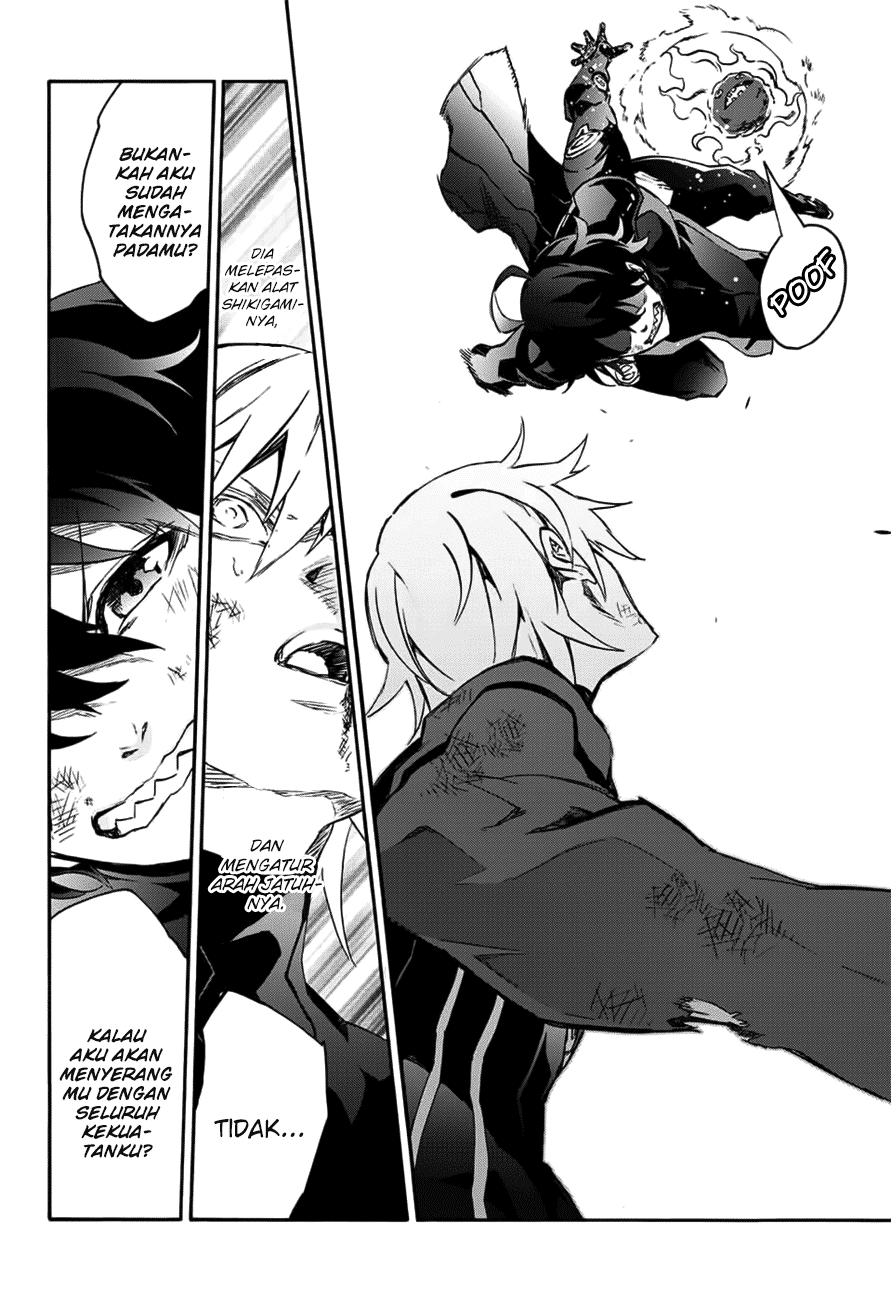 POOF
DIA
MELEPAS-
KAN ALAT
SHIKIGAMI-
NYA,
DAN
MENGATUR
ARAH JATUH-
NYA.
TIDAK...
BUKAN-
KAH AKU
SUDAH
MENGA-
TAKANNYA
PADAMU?
KALAU
AKU AKAN
MENYERANG
MU DENGAN
SELURUH
KEKUA-
TANKU?